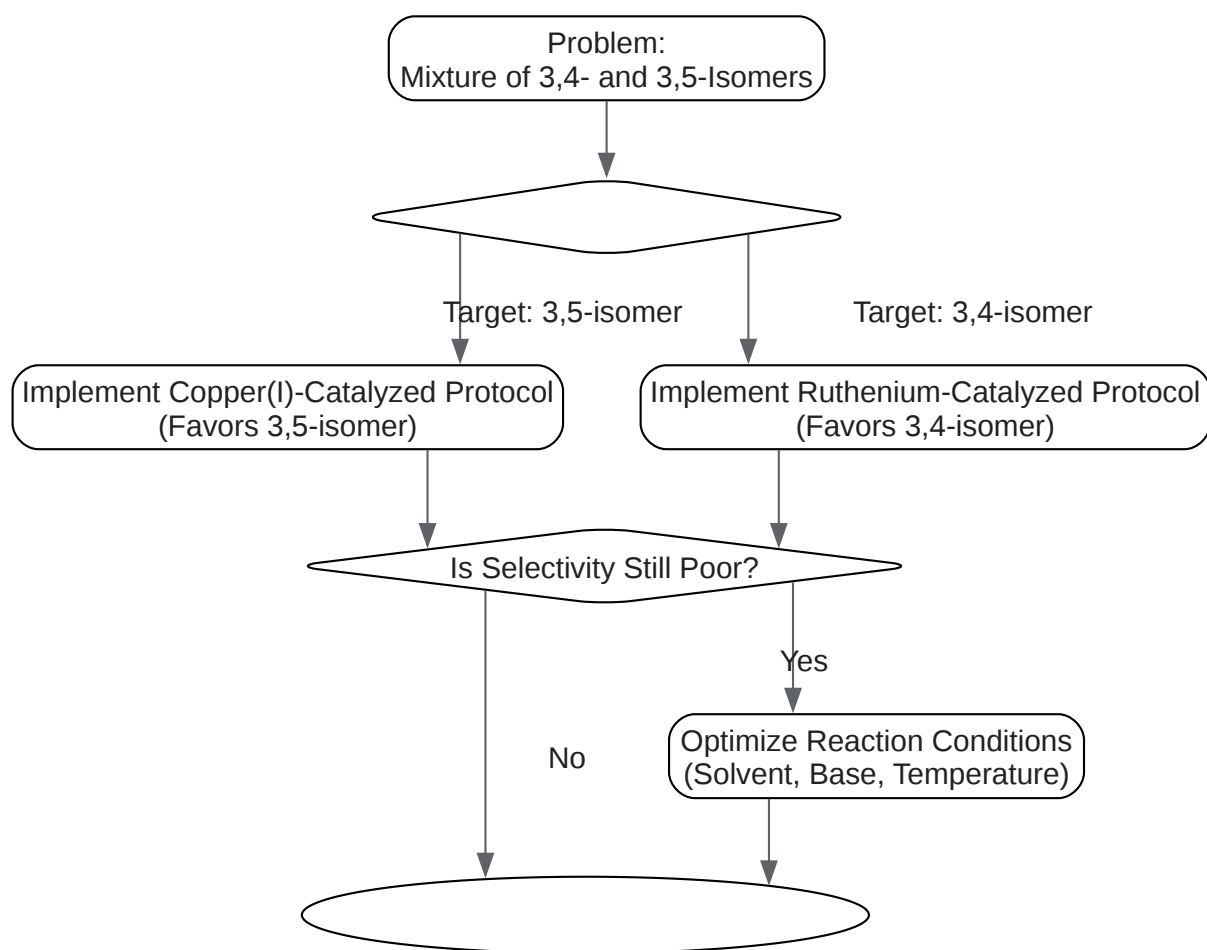 Problem:
Mixture of 3,4- and 3,5-Isomers
Target: 3,5-isomer
Target: 3,4-isomer
Implement Copper(I)-Catalyzed Protocol
(Favors 3,5-isomer)
Implement Ruthenium-Catalyzed Protocol
(Favors 3,4-isomer)
Is Selectivity Still Poor?
Yes
No
Optimize Reaction Conditions
(Solvent, Base, Temperature)